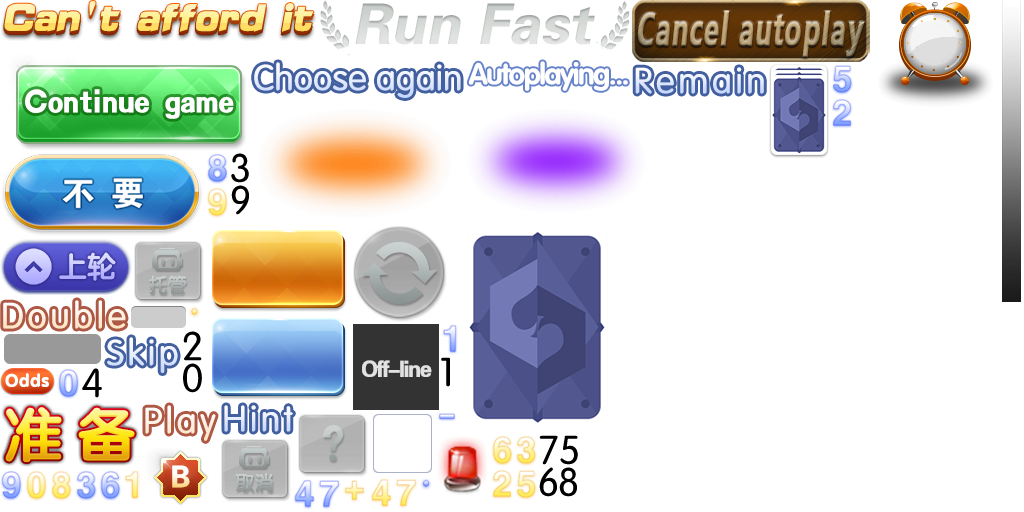 Can't afford it
Run Fast
Cancel autoplay
Continue game
Choose again
Autoplaying...
Remain
5
2
不要
8 3
9 9
上轮
托管
Double
Skip
2
0
Off-line
1
1
Odds
0 4
准备
Play
Hint
?
B
取消
63 75
25 68
908361
47+47